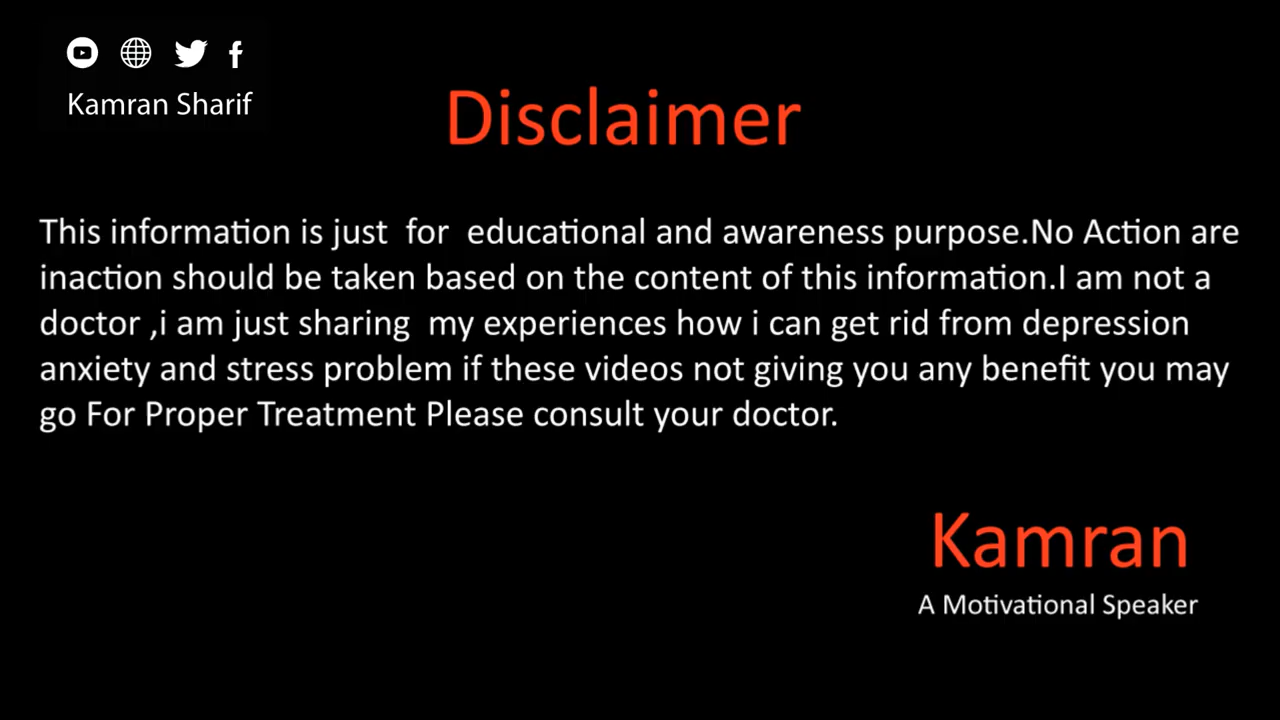 Kamran Sharif
Disclaimer
This information is just for educational and awareness purpose.No Action are
inaction should be taken based on the content of this information.I am not a
doctor ,i am just sharing my experiences how i can get rid from depression
anxiety and stress problem if these videos not giving you any benefit you may
go For Proper Treatment Please consult your doctor.
Kamran
A Motivational Speaker